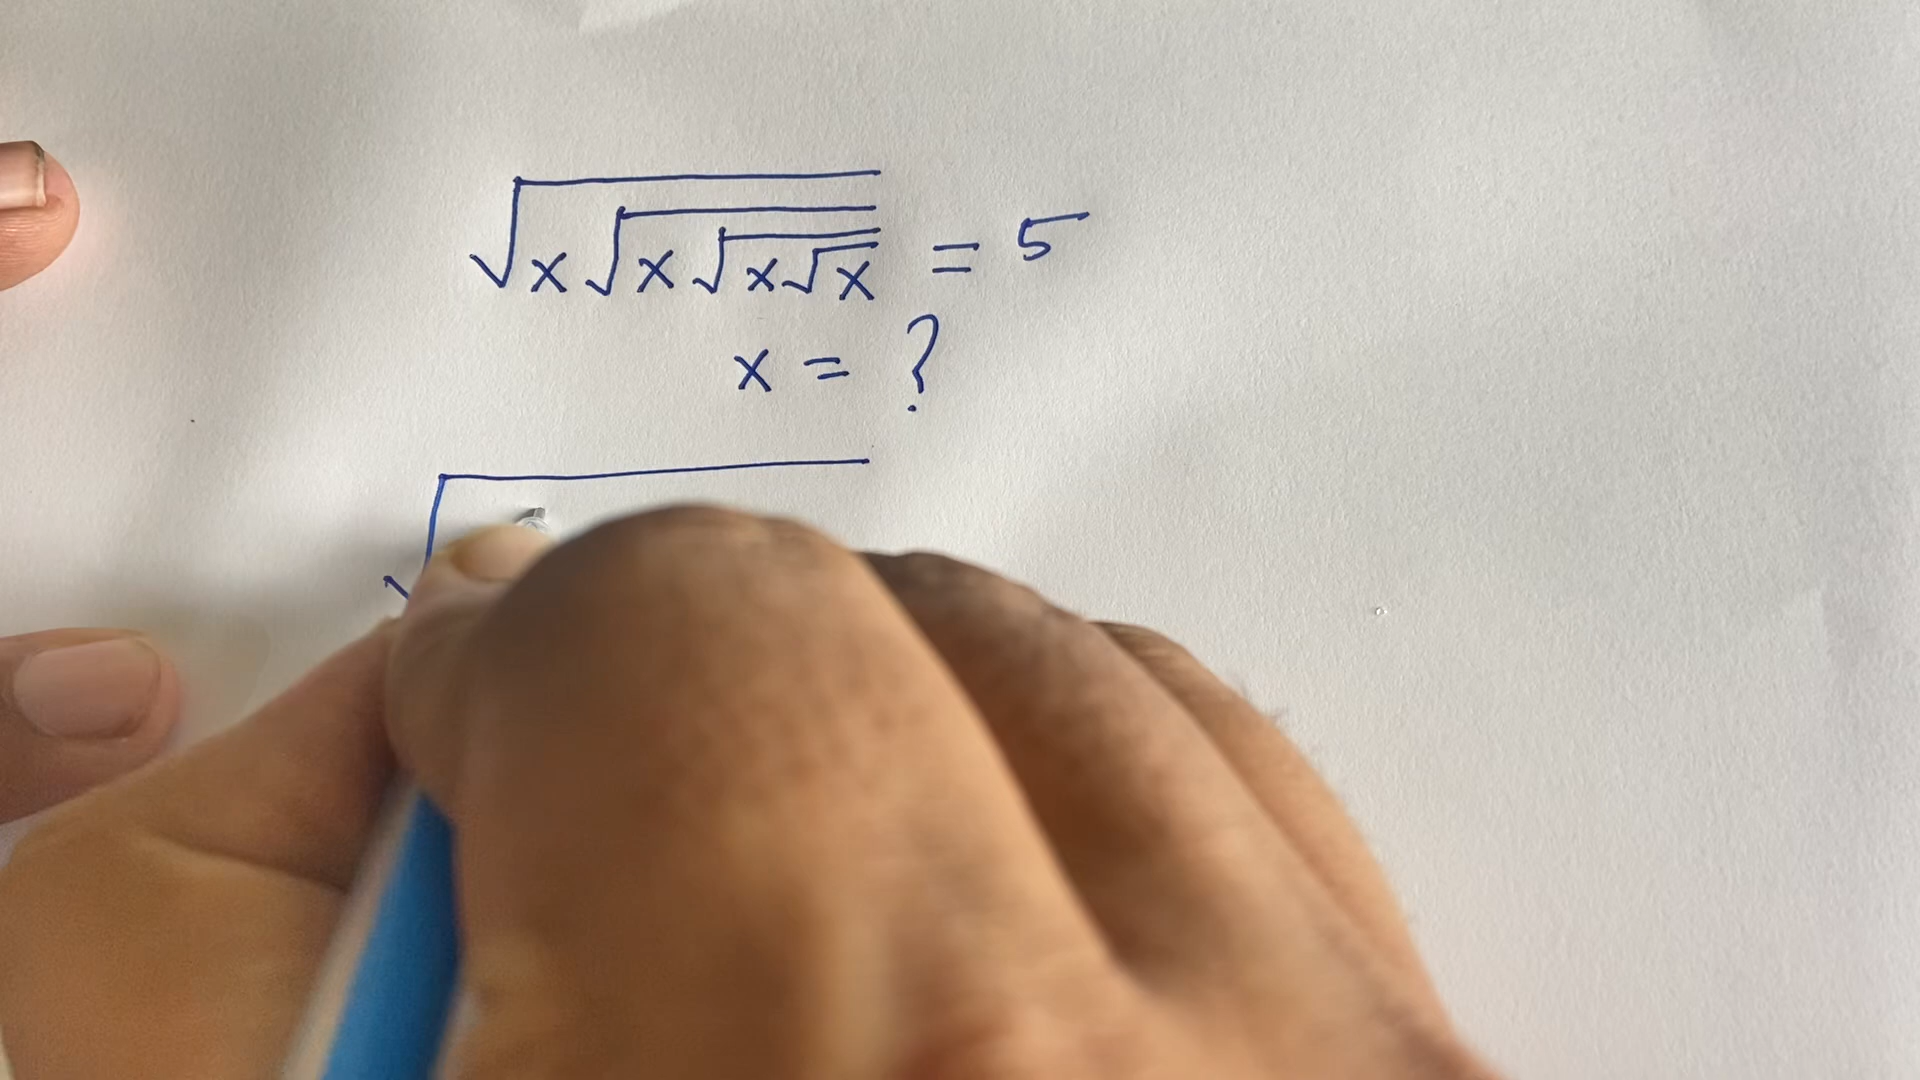 √x√x√x√x = 5
x = ?
√